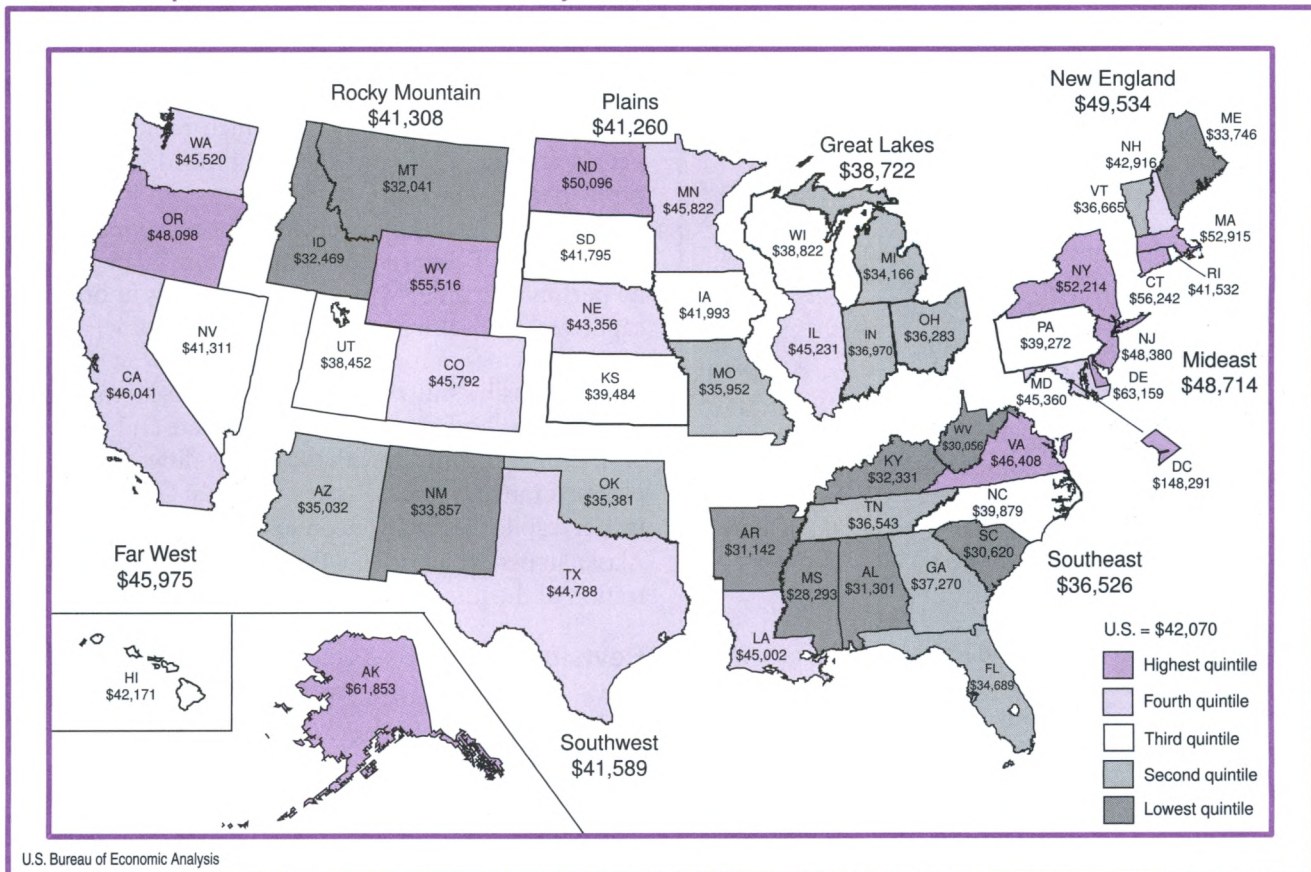 Rocky Mountain
$41,308
Plains
$41,260
Great Lakes
$38,722
New England
$49,534
WA
$45,520
OR
$48,098
CA
$46,041
NV
$41,311
MT
$32,041
ID
$32,469
WY
$55,516
UT
$38,452
CO
$45,792
ND
$50,096
SD
$41,795
NE
$43,356
KS
$39,484
MN
$45,822
IA
$41,993
MO
$35,952
WI
$38,822
MI
$34,166
IL
$45,231
IN
$36,970
OH
$36,283
ME
$33,746
NH
$42,916
VT
$36,665
MA
$52,915
RI
$41,532
CT
$56,242
NY
$52,214
PA
$39,272
NJ
$48,380
Mideast
$48,714
DE
$63,159
MD
$45,360
DC
$148,291
AZ
$35,032
NM
$33,857
OK
$35,381
TX
$44,788
WV
$30,056
VA
$46,408
KY
$32,331
TN
$36,543
NC
$39,879
SC
$30,620
AR
$31,142
MS
$28,293
AL
$31,301
GA
$37,270
LA
$45,002
FL
$34,689
Far West
$45,975
Southeast
$36,526
HI
$42,171
AK
$61,853
Southwest
$41,589
U.S. = $42,070
Highest quintile
Fourth quintile
Third quintile
Second quintile
Lowest quintile
U.S. Bureau of Economic Analysis